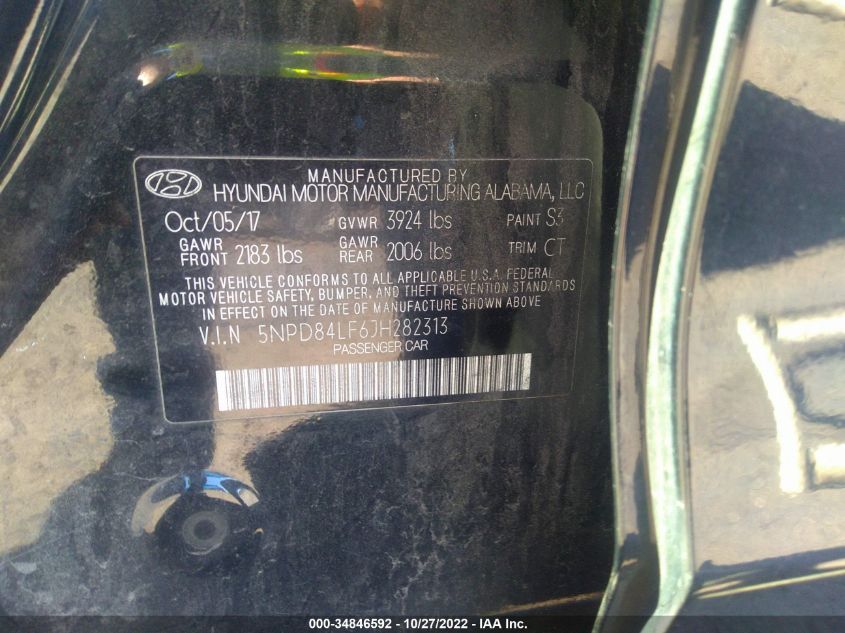 MANUFACTURED BY
HYUNDAI MOTOR MANUFACTURING ALABAMA, LLC
Oct/05/17 GVWR 3924 lbs PAINT S3
GAWR FRONT 2183 lbs GAWR REAR 2006 lbs TRIM CT
THIS VEHICLE CONFORMS TO ALL APPLICABLE U.S.A. FEDERAL
MOTOR VEHICLE SAFETY, BUMPER, AND THEFT PREVENTION STANDARDS
IN EFFECT ON THE DATE OF MANUFACTURE SHOWN ABOVE
V.I.N 5NPD84LF6JH282313
PASSENGER CAR
000-34846592 - 10/27/2022 - IAA Inc.